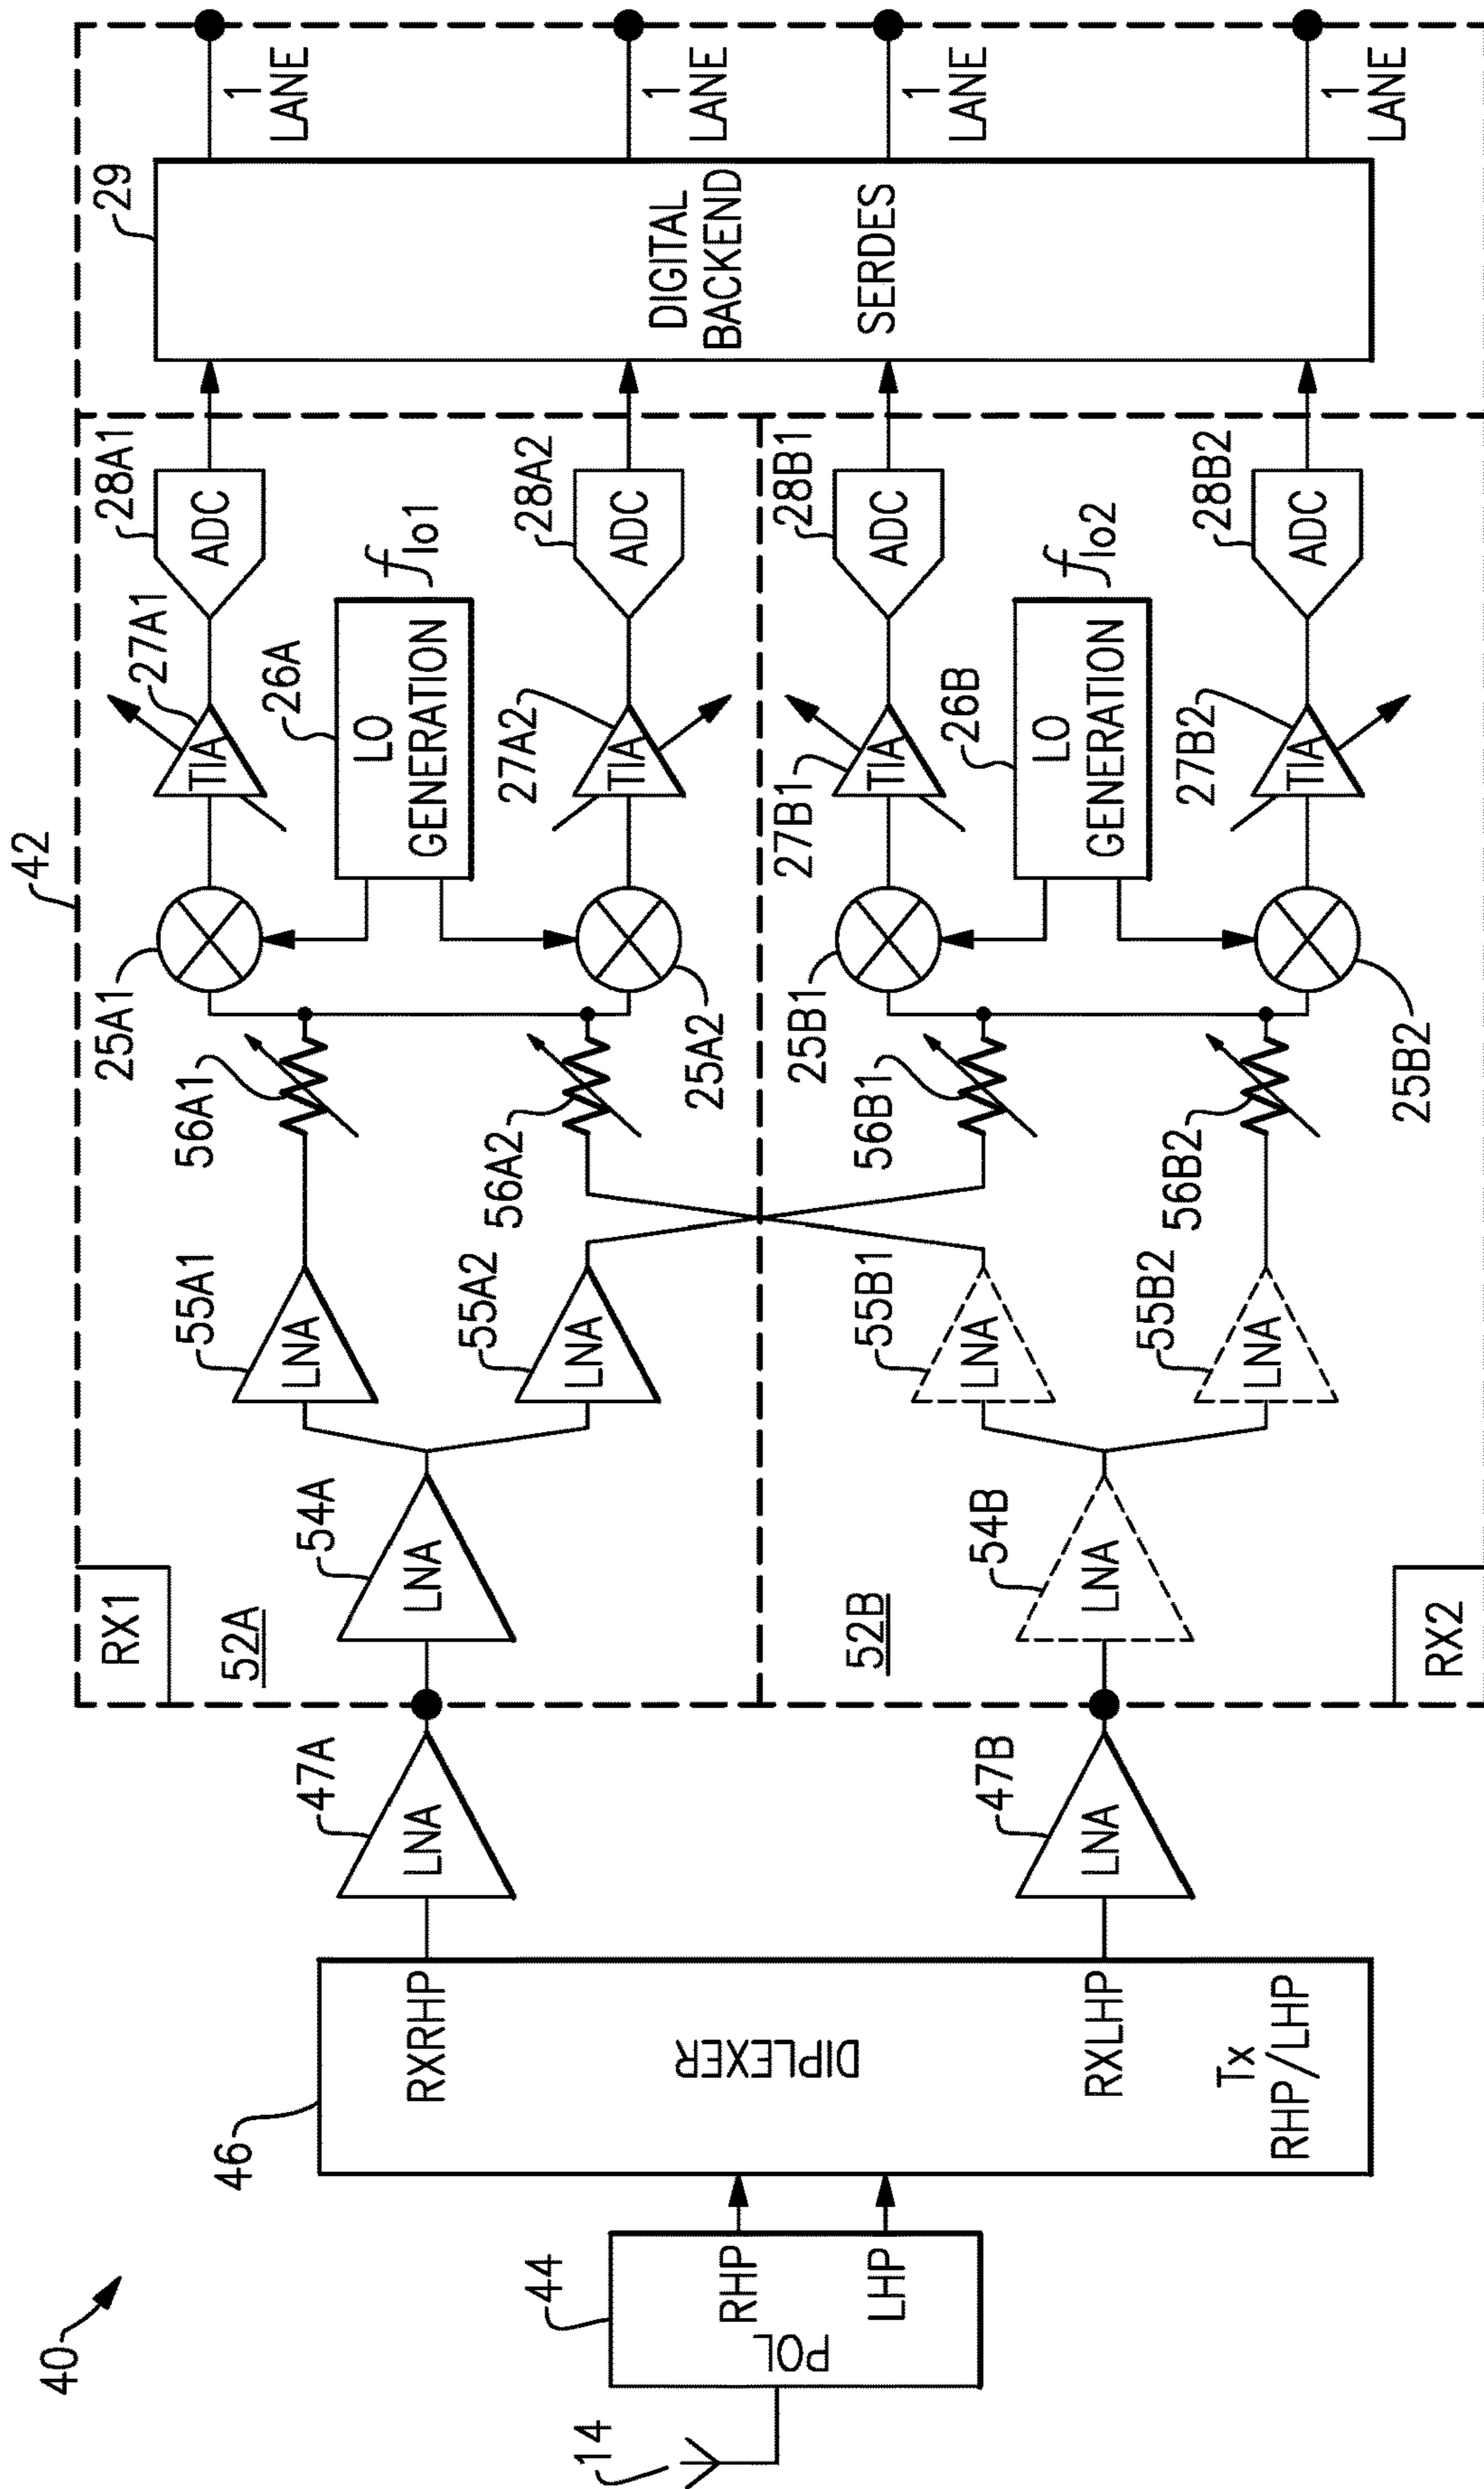 40
14
44
POL
RHP
LHP
46
DIPLEXER
RXRHP
RXLHP
Tx
RHP/LHP
47A
LNA
47B
LNA
42
RX1
52A
54A
LNA
55A1
LNA
55A2
LNA
56A1
56A2
25A1
25A2
26A
LO
GENERATION
flo1
27A1
TIA
27A2
TIA
28A1
ADC
28A2
ADC
RX2
52B
54B
LNA
55B1
LNA
55B2
LNA
56B1
56B2
25B1
25B2
26B
LO
GENERATION
flo2
27B1
TIA
27B2
TIA
28B1
ADC
28B2
ADC
29
DIGITAL
BACKEND
SERDES
1
LANE
1
LANE
1
LANE
1
LANE